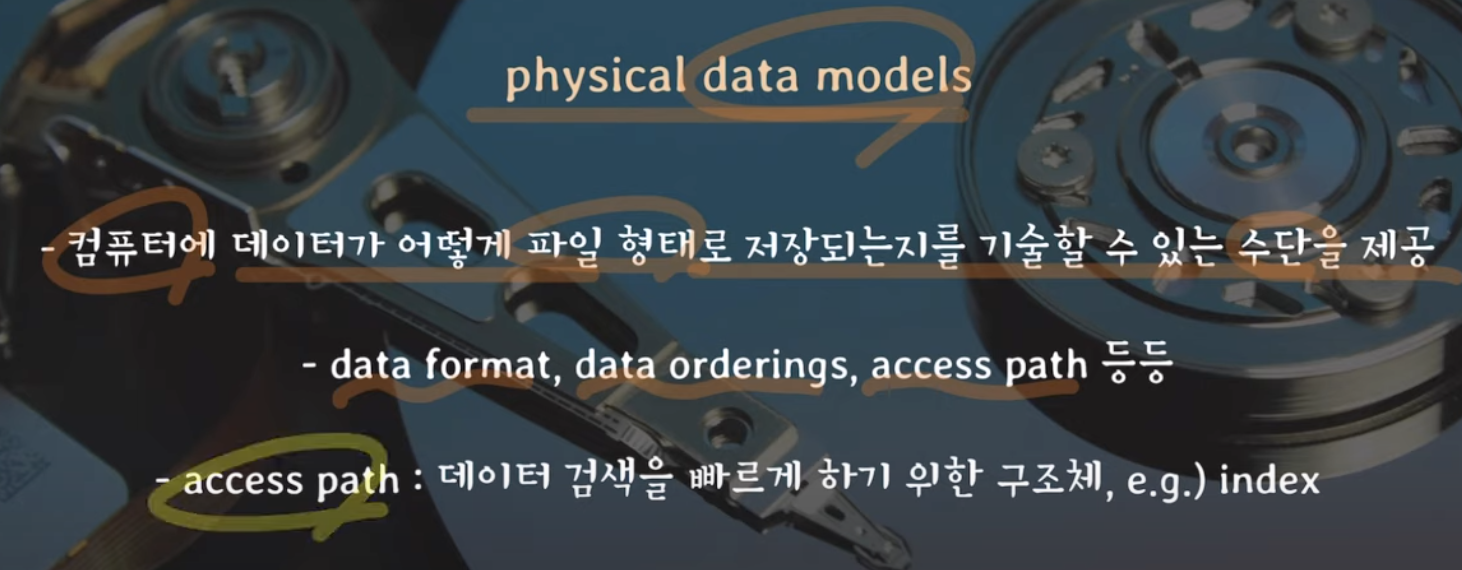 physical data models
- 컴퓨터에 데이터가 어떻게 파일 형태로 저장되는지를 기술할 수 있는 수단을 제공
- data format, data orderings, access path 등등
- access path : 데이터 검색을 빠르게 하기 위한 구조체, e.g.) index